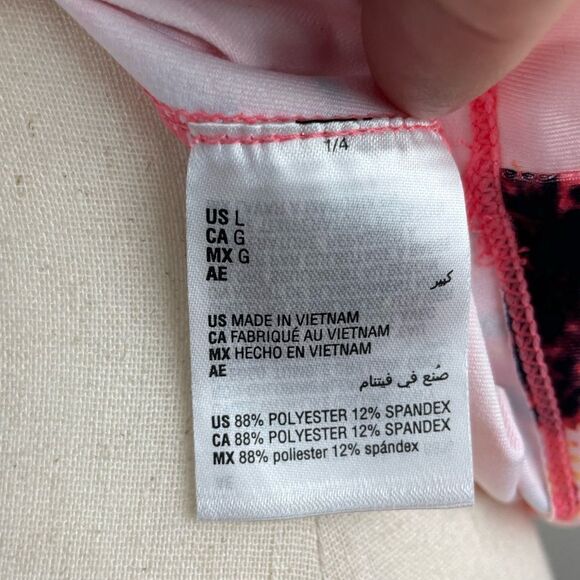 1/4
US L
CA G
MX G
AE
كبير
US MADE IN VIETNAM
CA FABRIQUÉ AU VIETNAM
MX HECHO EN VIETNAM
AE
صُنع في فيتنام
US 88% POLYESTER 12% SPANDEX
CA 88% POLYESTER 12% SPANDEX
MX 88% poliester 12% spándex